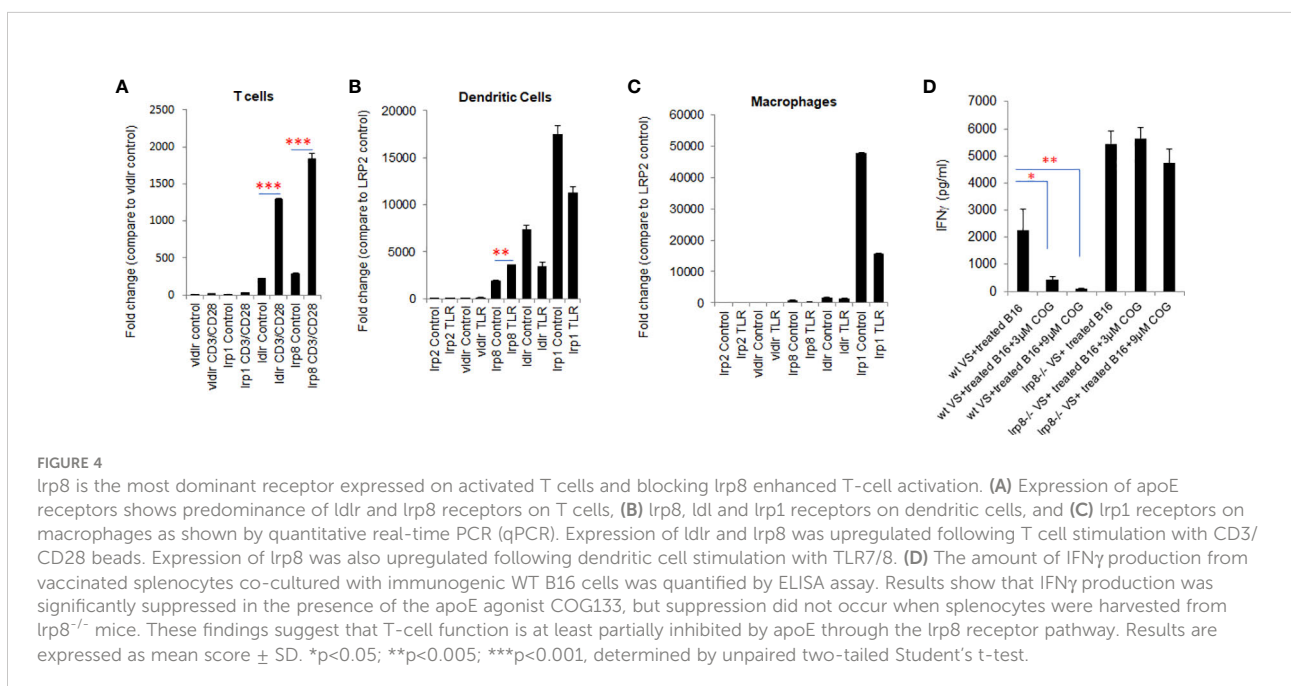 A
T cells
Fold change (compare to vldlr control)
2500
2000
1500
1000
500
0
***
***
vldlr control
vldlr CD3/CD28
lrp1 Control
lrp1 CD3/CD28
ldlr Control
ldlr CD3/CD28
lrp8 Control
lrp8 CD3/CD28
B
Dendritic Cells
Fold change (compare to LRP2 control)
20000
15000
10000
5000
0
**
lrp2 Control
lrp2 TLR
vldlr Control
vldlr TLR
lrp8 Control
lrp8 TLR
ldlr Control
ldlr TLR
lrp1 Control
lrp1 TLR
C
Macrophages
Fold change (compare to LRP2 control)
60000
50000
40000
30000
20000
10000
0
lrp2 Control
lrp2 TLR
vldlr Control
vldlr TLR
lrp8 Control
lrp8 TLR
ldlr Control
ldlr TLR
lrp1 Control
lrp1 TLR
D
IFNγ (pg/ml)
7000
6000
5000
4000
3000
2000
1000
0
*
**
wt VS+treated B16
wt VS+treated B16+3μM COG
wt VS+treated B16+9μM COG
lrp8-/- VS+ treated B16
lrp8-/- VS+ treated B16+3μM COG
lrp8-/- VS+ treated B16+9μM COG
FIGURE 4
lrp8 is the most dominant receptor expressed on activated T cells and blocking lrp8 enhanced T-cell activation. (A) Expression of apoE
receptors shows predominance of ldlr and lrp8 receptors on T cells, (B) lrp8, ldl and lrp1 receptors on dendritic cells, and (C) lrp1 receptors on
macrophages as shown by quantitative real-time PCR (qPCR). Expression of ldlr and lrp8 was upregulated following T cell stimulation with CD3/
CD28 beads. Expression of lrp8 was also upregulated following dendritic cell stimulation with TLR7/8. (D) The amount of IFNγ production from
vaccinated splenocytes co-cultured with immunogenic WT B16 cells was quantified by ELISA assay. Results show that IFNγ production was
significantly suppressed in the presence of the apoE agonist COG133, but suppression did not occur when splenocytes were harvested from
lrp8-/- mice. These findings suggest that T-cell function is at least partially inhibited by apoE through the lrp8 receptor pathway. Results are
expressed as mean score ± SD. *p<0.05; **p<0.005; ***p<0.001, determined by unpaired two-tailed Student's t-test.